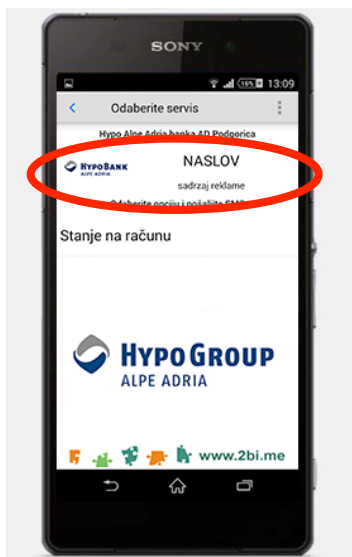 SONY
16% 13:09
Odaberite servis
Hypo Alpe Adria banka AD Podgorica
HYPOBANK
ALPE ADRIA
NASLOV
sadrzaj reklame
Odaberite opciju i pošaljite SMS
Stanje na računu
HYPO GROUP
ALPE ADRIA
www.2bi.me